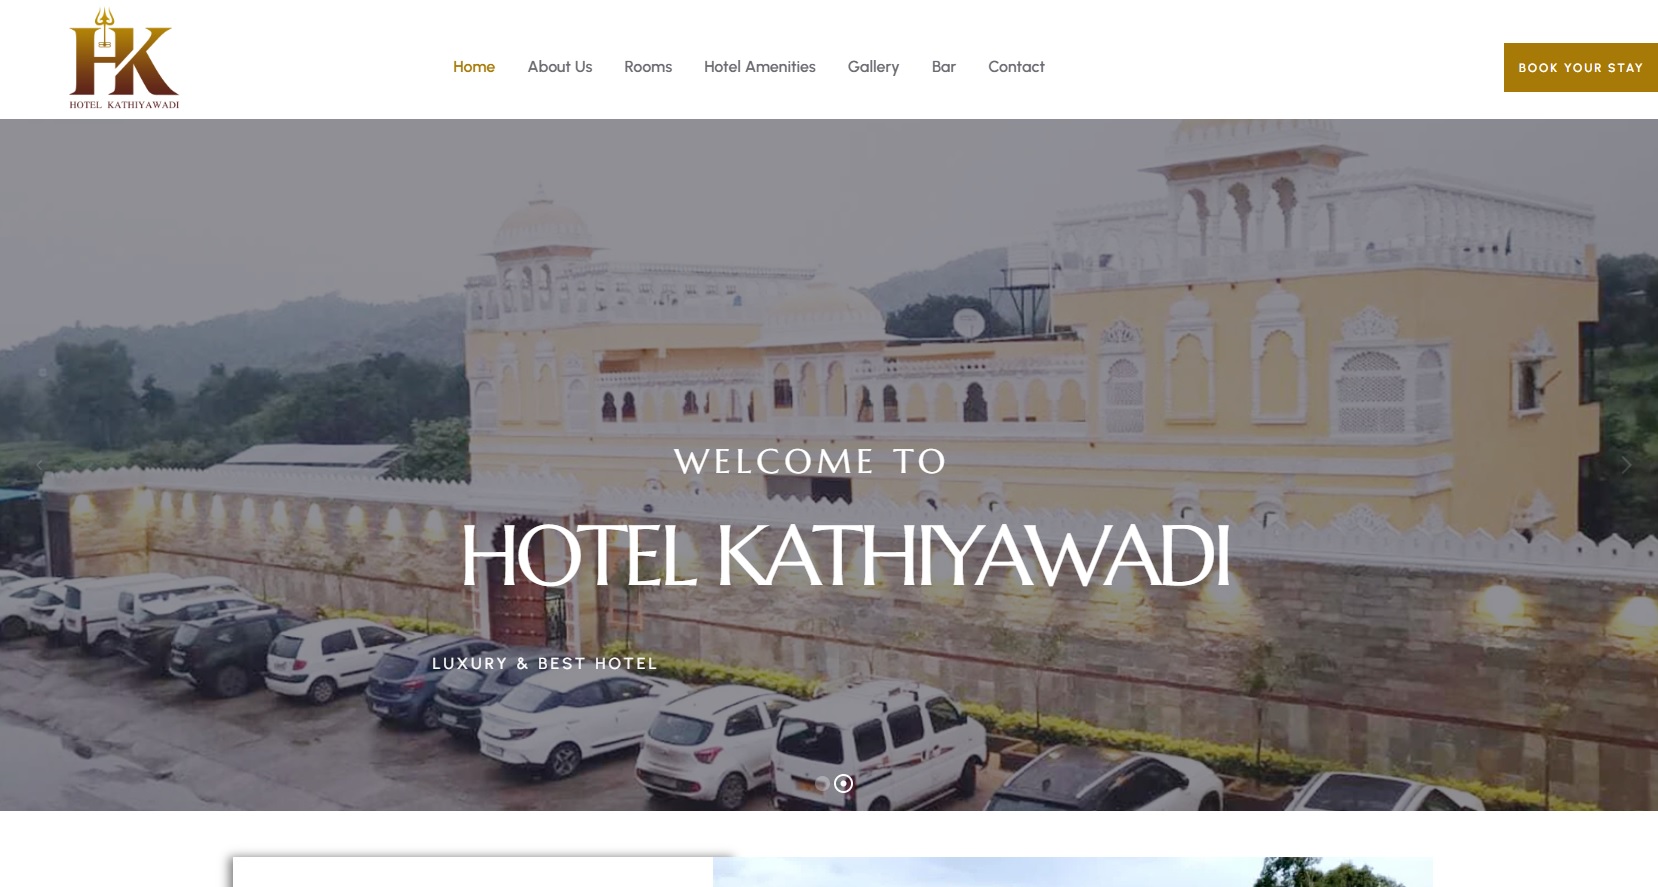 HK
HOTEL KATHIYAWADI
Home About Us Rooms Hotel Amenities Gallery Bar Contact
BOOK YOUR STAY
WELCOME TO
HOTEL KATHIYAWADI
LUXURY & BEST HOTEL